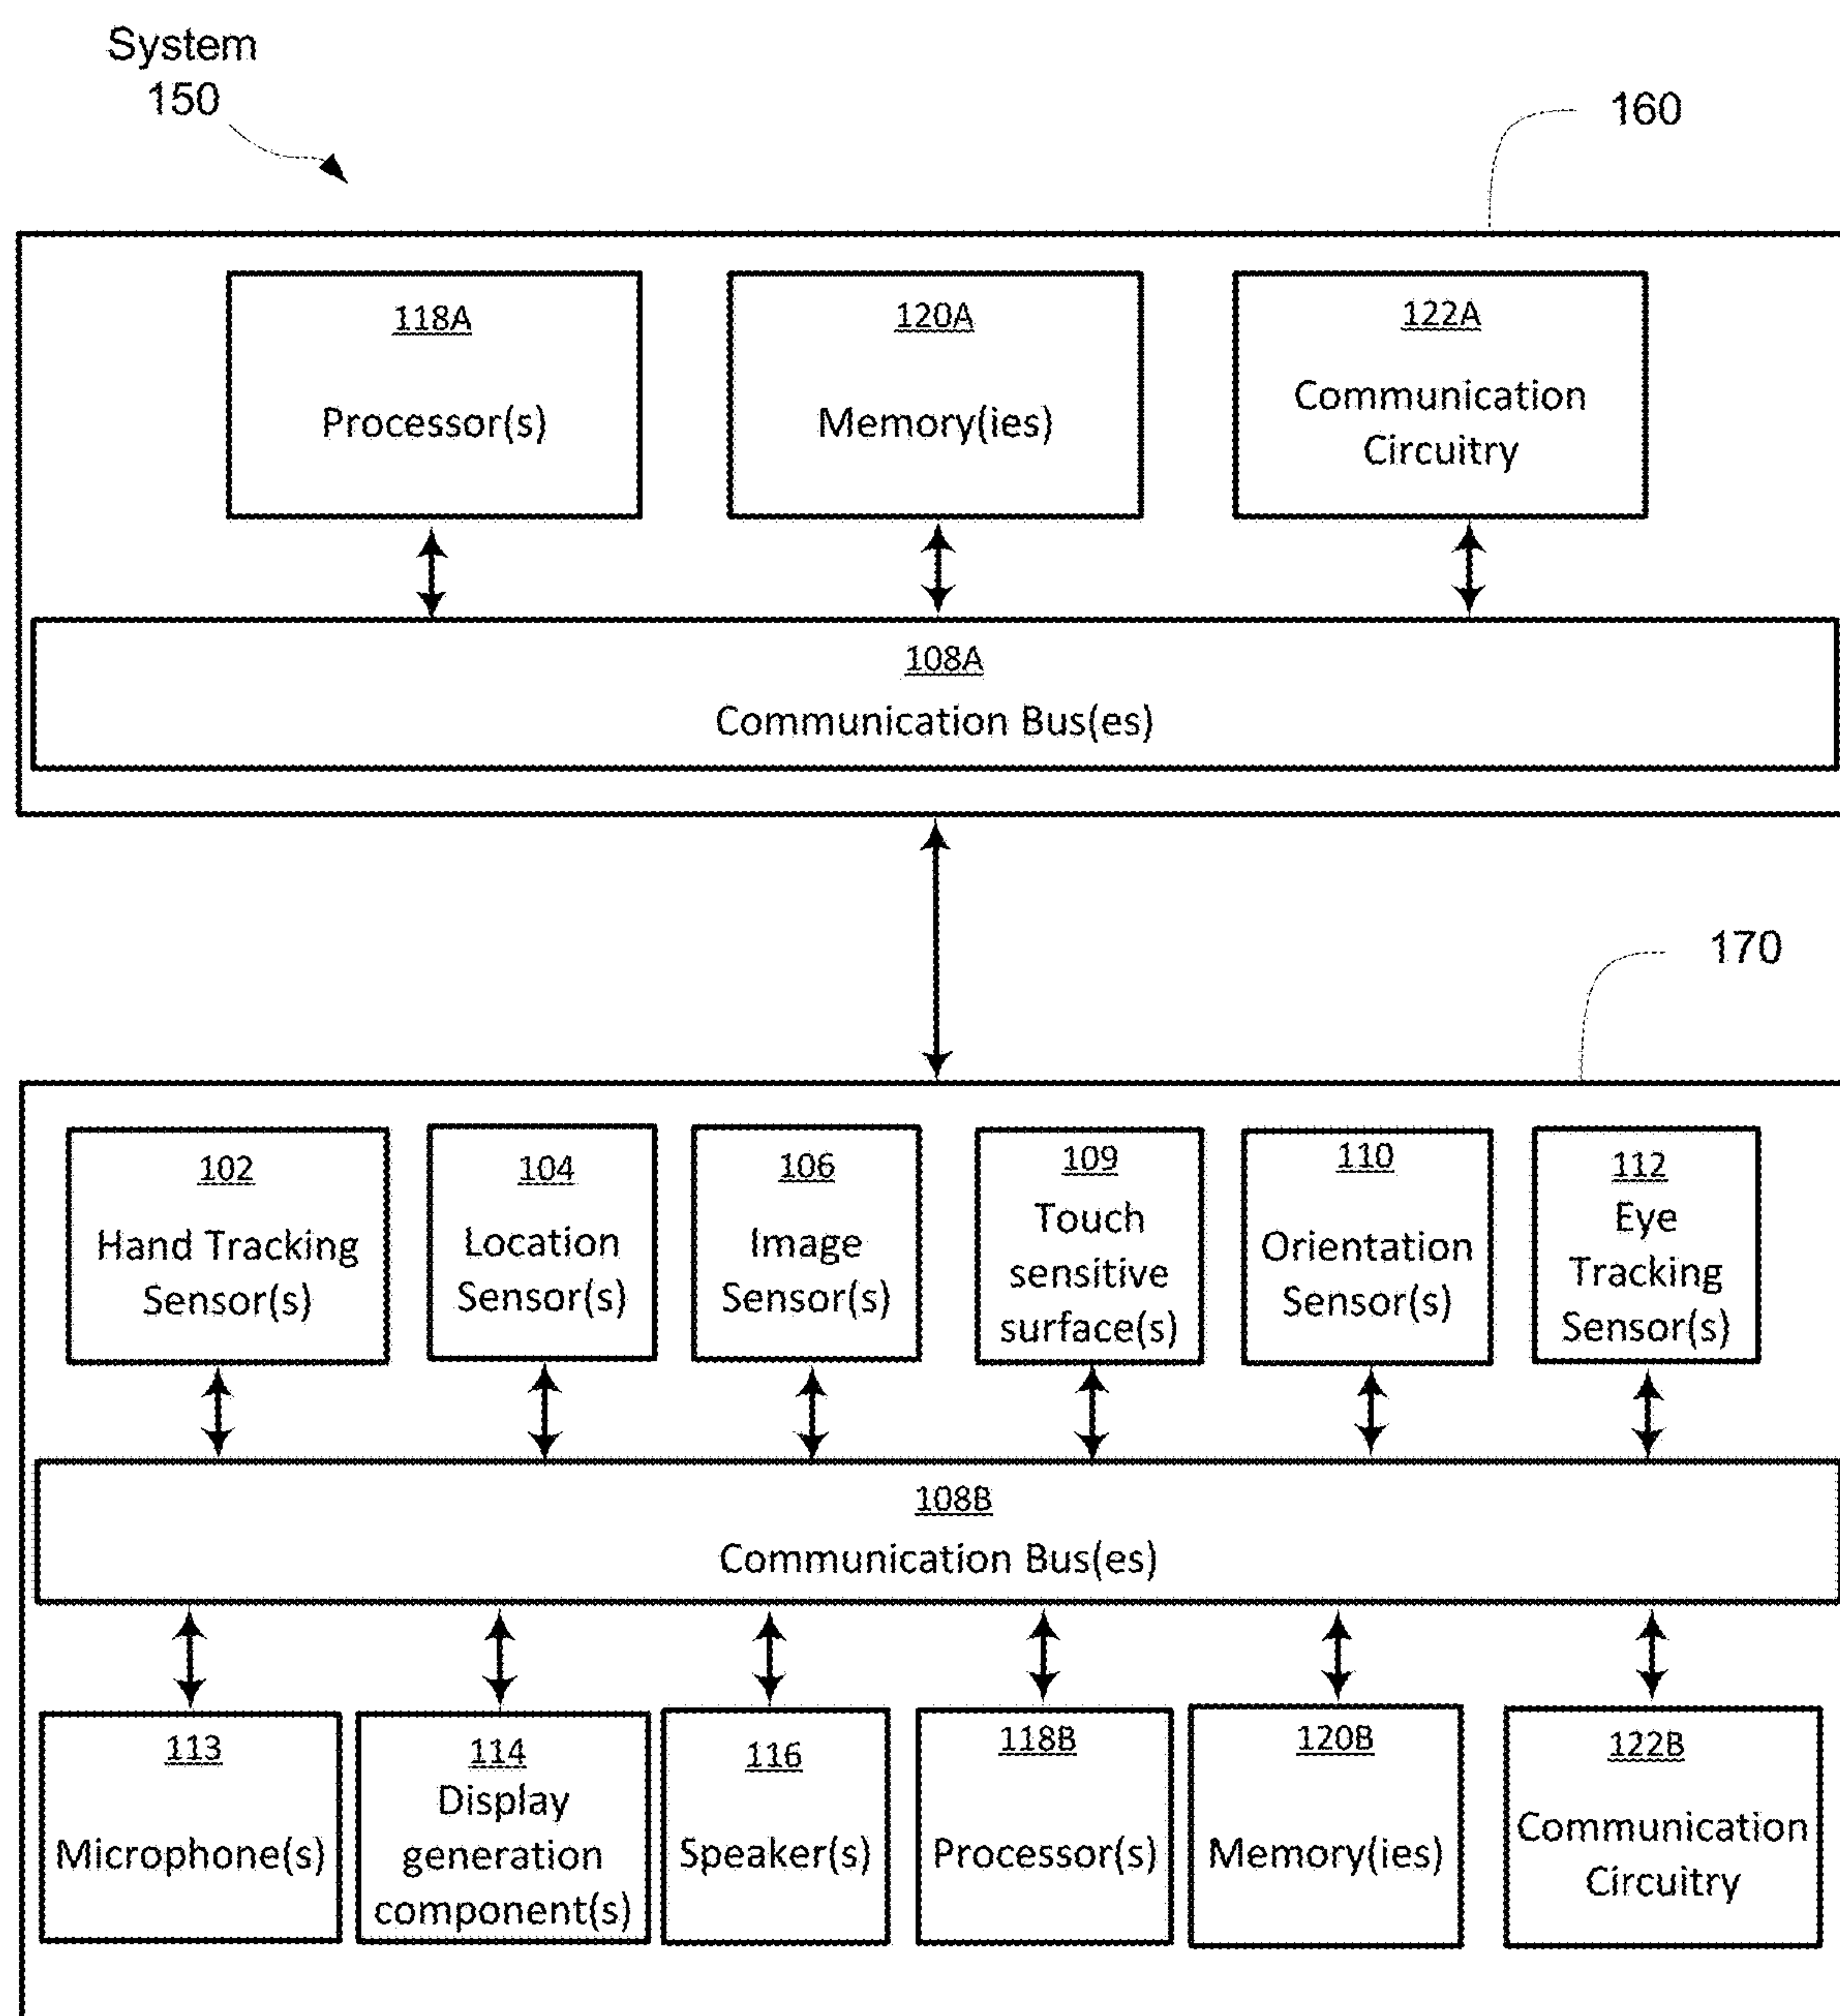 System
150
160
118A
Processor(s)
120A
Memory(ies)
122A
Communication
Circuitry
108A
Communication Bus(es)
170
102
Hand Tracking
Sensor(s)
104
Location
Sensor(s)
106
Image
Sensor(s)
109
Touch
sensitive
surface(s)
110
Orientation
Sensor(s)
112
Eye
Tracking
Sensor(s)
108B
Communication Bus(es)
113
Microphone(s)
114
Display
generation
component(s)
116
Speaker(s)
118B
Processor(s)
120B
Memory(ies)
122B
Communication
Circuitry